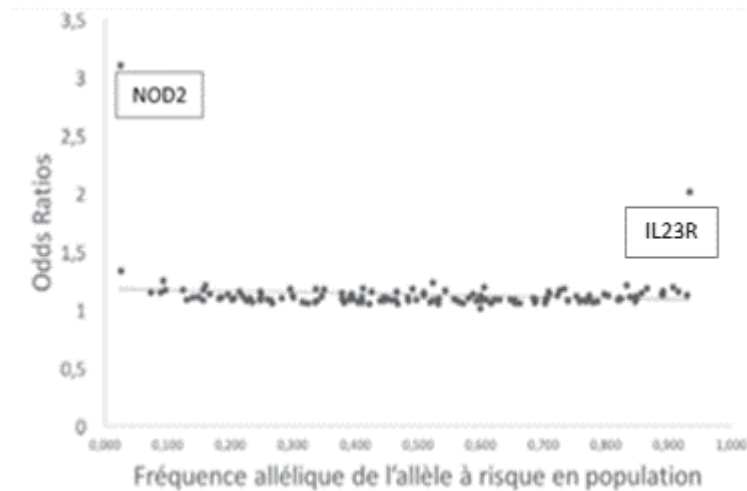 3,5
3
NOD2
2,5
2
IL23R
1,5
1
0,5
0
Odds Ratios
0,000 0,100 0,200 0,300 0,400 0,500 0,600 0,700 0,800 0,900 1,000
Fréquence allélique de l'allèle à risque en population